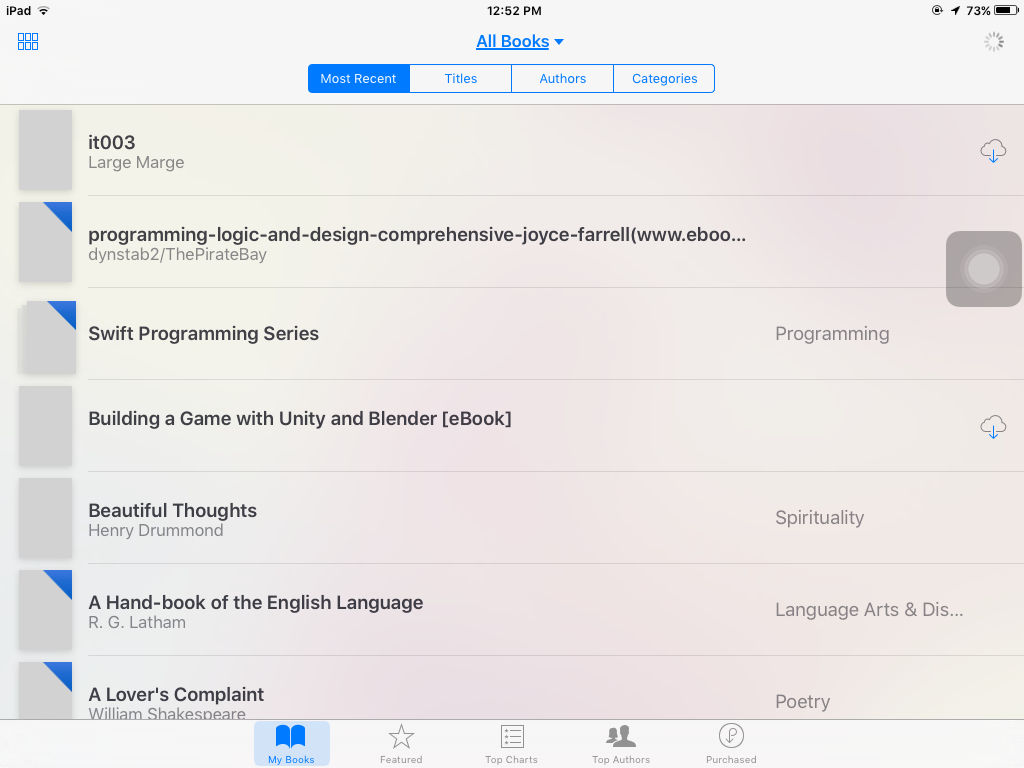 iPad 12:52 PM 73%
All Books
Most Recent Titles Authors Categories
it003
Large Marge
programming-logic-and-design-comprehensive-joyce-farrell(www.eboo...
dynstab2/ThePirateBay
Swift Programming Series Programming
Building a Game with Unity and Blender [eBook]
Beautiful Thoughts
Henry Drummond
Spirituality
A Hand-book of the English Language
R. G. Latham
Language Arts & Dis...
A Lover's Complaint
William Shakespeare
Poetry
My Books Featured Top Charts Top Authors Purchased